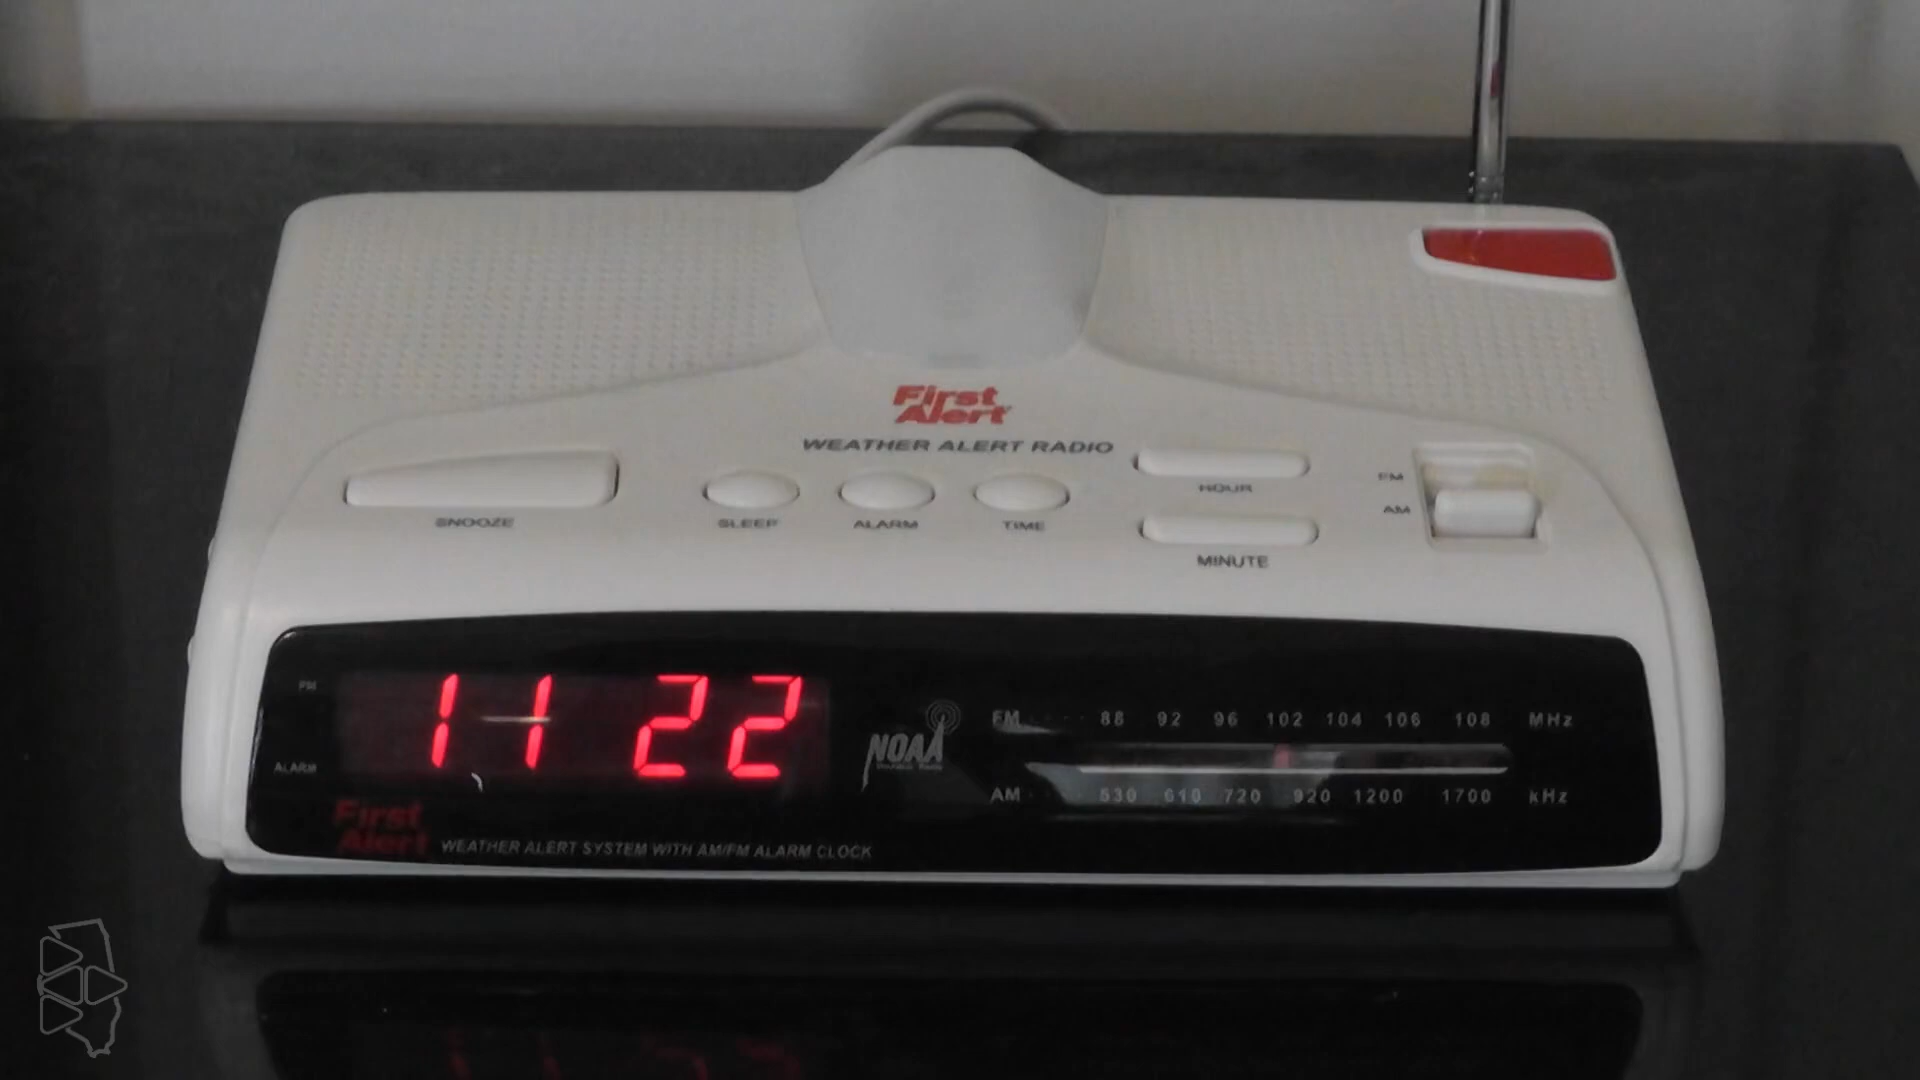 First
Alert
WEATHER ALERT RADIO
SNOOZE
SLEEP
ALARM
TIME
HOUR
MINUTE
FM
AM
PM
ALARM
11 22
First
Alert
WEATHER ALERT SYSTEM WITH AM/FM ALARM CLOCK
NOAA
FM 88 92 96 102 104 106 108 MHz
AM 530 610 720 920 1200 1700 kHz